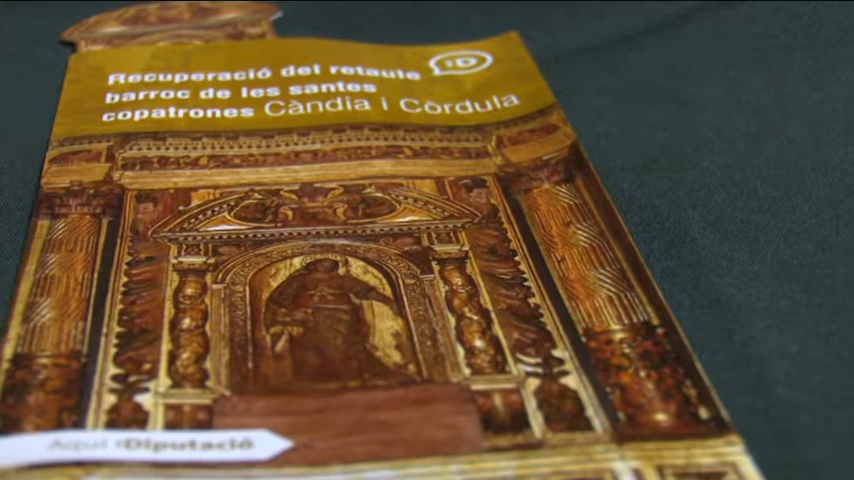 Recuperació del retaule
barroc de les santes
copatrones Càndia i Còrdula
:D
Aquí :Diputació